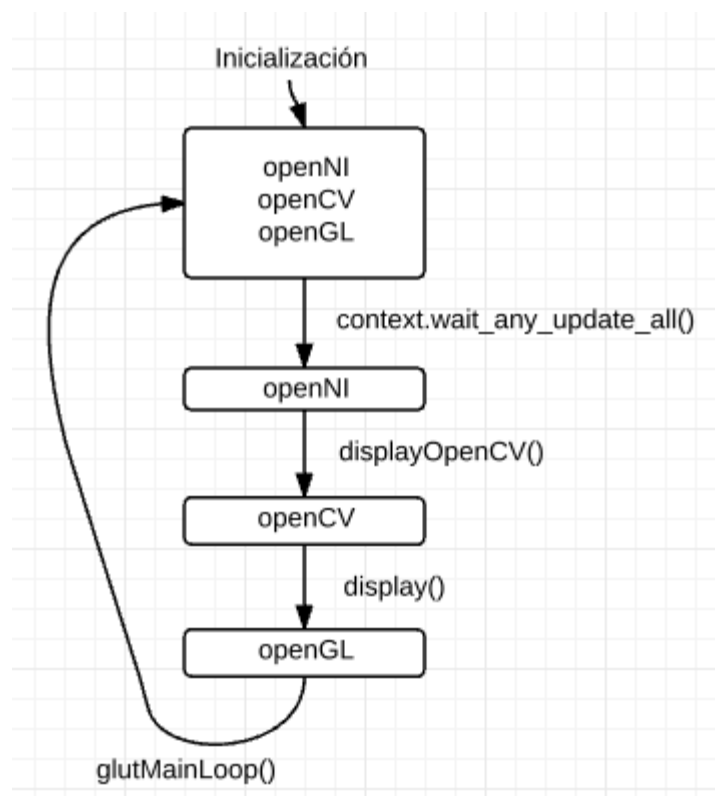 Inicialización
openNI
openCV
openGL
context.wait_any_update_all()
openNI
displayOpenCV()
openCV
display()
openGL
glutMainLoop()